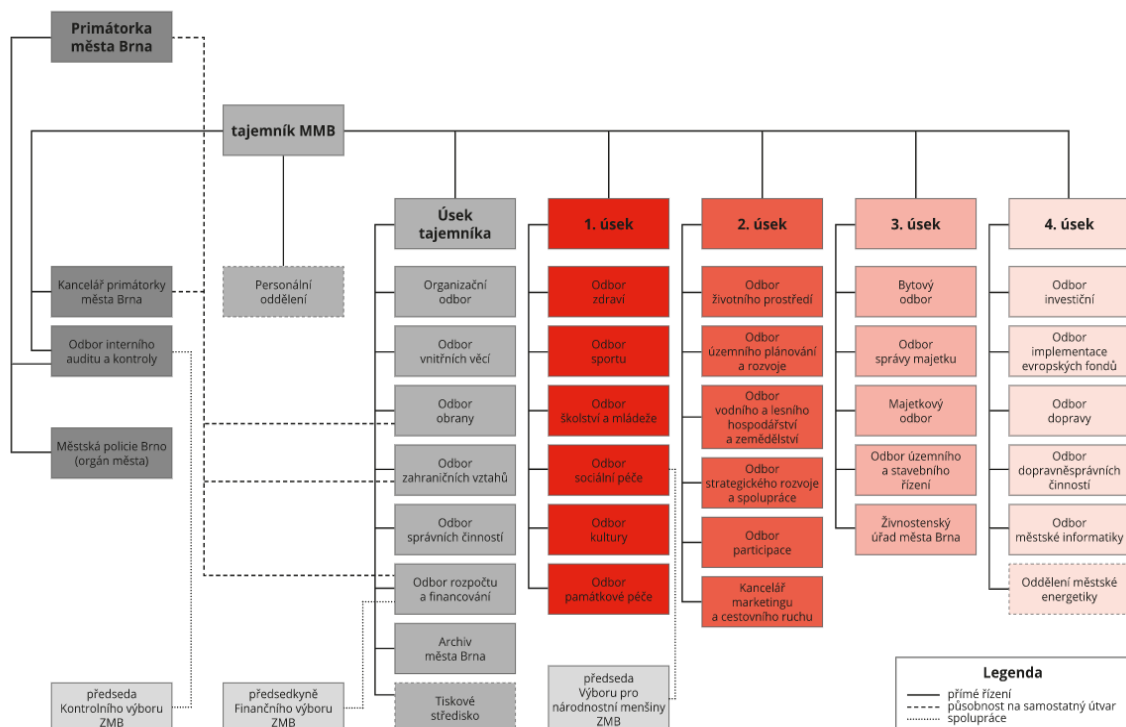 Primátorka
města Brna
tajemník MMB
Úsek
tajemníka
1. úsek
2. úsek
3. úsek
4. úsek
Kancelář primátorky
města Brna
Odbor interního
auditu a kontroly
Městská policie Brno
(orgán města)
Personální
oddělení
Organizační
odbor
Odbor
vnitřních věcí
Odbor
obrany
Odbor
zahraničních vztahů
Odbor
správních činností
Odbor rozpočtu
a financování
Archiv
města Brna
Tiskové
středisko
Odbor
zdraví
Odbor
sportu
Odbor
školství a mládeže
Odbor
sociální péče
Odbor
kultury
Odbor
památkové péče
Odbor
životního prostředí
Odbor
územního plánování
a rozvoje
Odbor
vodního a lesního
hospodářství
a zemědělství
Odbor
strategického rozvoje
a spolupráce
Odbor
participace
Kancelář
marketingu
a cestovního ruchu
Bytový
odbor
Odbor
správy majetku
Majetkový
odbor
Odbor územního
a stavebního
řízení
Živnostenský
úřad města Brna
Odbor
investiční
Odbor
implementace
evropských fondů
Odbor
dopravy
Odbor
dopravněsprávních
činností
Odbor
městské informatiky
Oddělení městské
energetiky
předseda
Kontrolního výboru
ZMB
předsedkyně
Finančního výboru
ZMB
předseda
Výboru pro
národnostní menšiny
ZMB
Legenda
přímé řízení
působnost na samostatný útvar
spolupráce